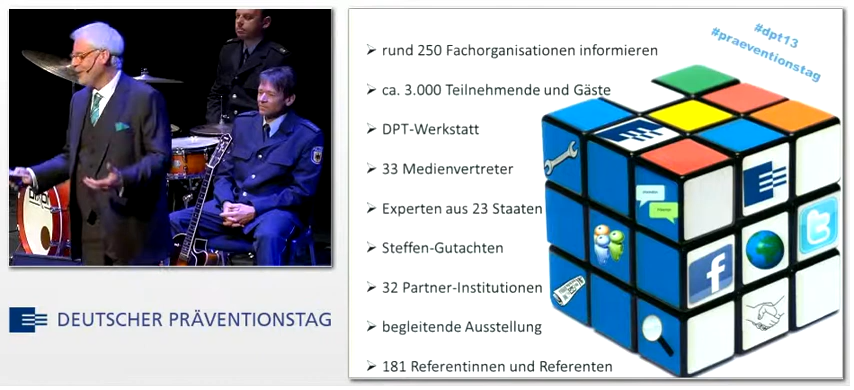 DEUTSCHER PRÄVENTIONSTAG
#dpt13
#praeventionstag
➢ rund 250 Fachorganisationen informieren
➢ ca. 3.000 Teilnehmende und Gäste
➢ DPT-Werkstatt
➢ 33 Medienvertreter
➢ Experten aus 23 Staaten
➢ Steffen-Gutachten
➢ 32 Partner-Institutionen
➢ begleitende Ausstellung
➢ 181 Referentinnen und Referenten